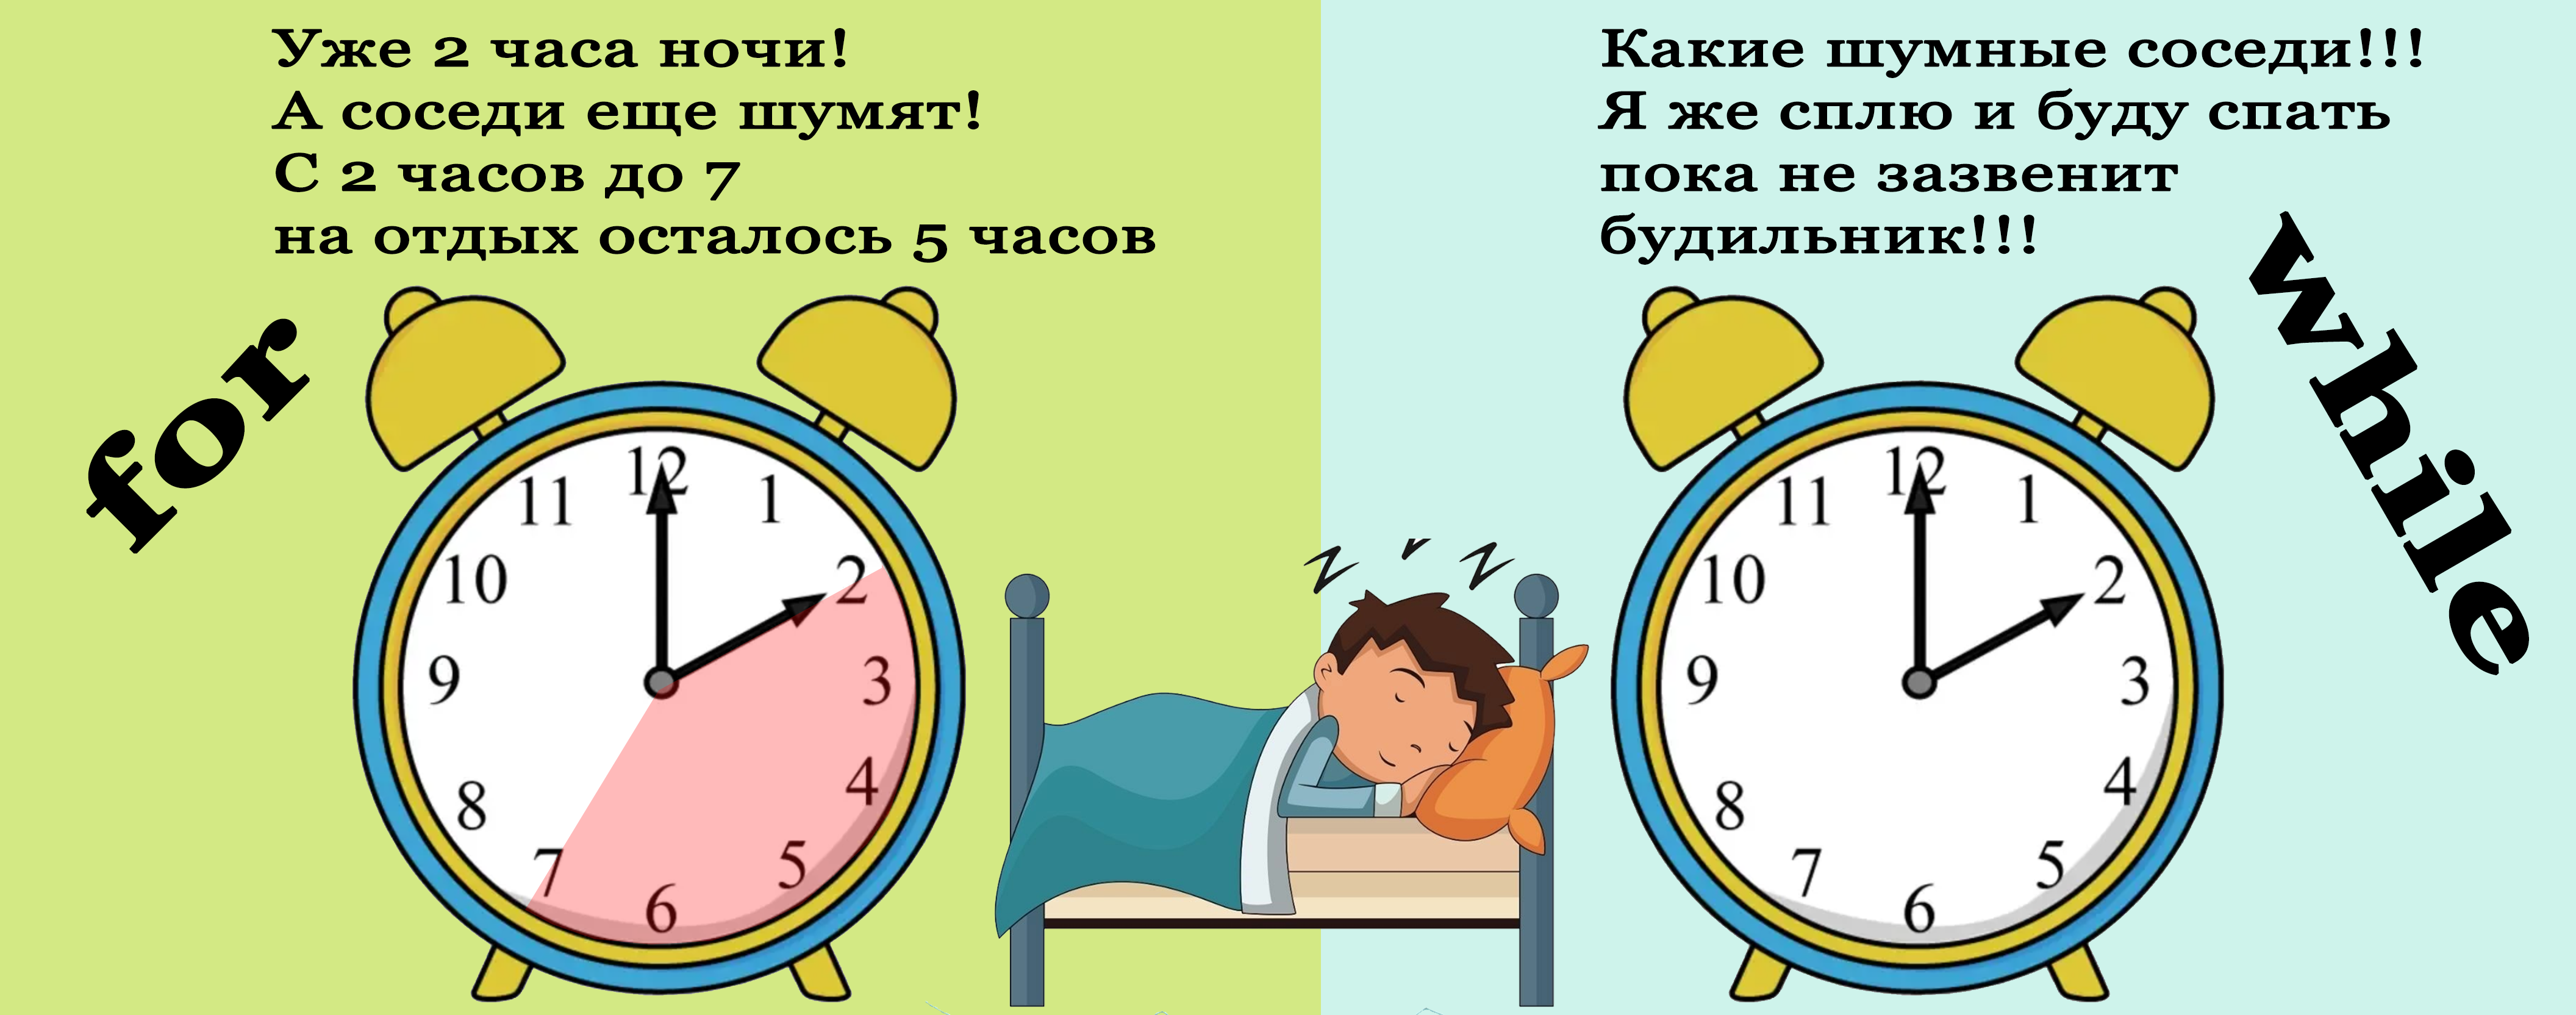 Уже 2 часа ночи!
А соседи еще шумят!
С 2 часов до 7
на отдых осталось 5 часов
for
12
1
2
3
4
5
6
7
8
9
10
11
z z z
Какие шумные соседи!!!
Я же сплю и буду спать
пока не зазвенит
будильник!!!
while
12
1
2
3
4
5
6
7
8
9
10
11